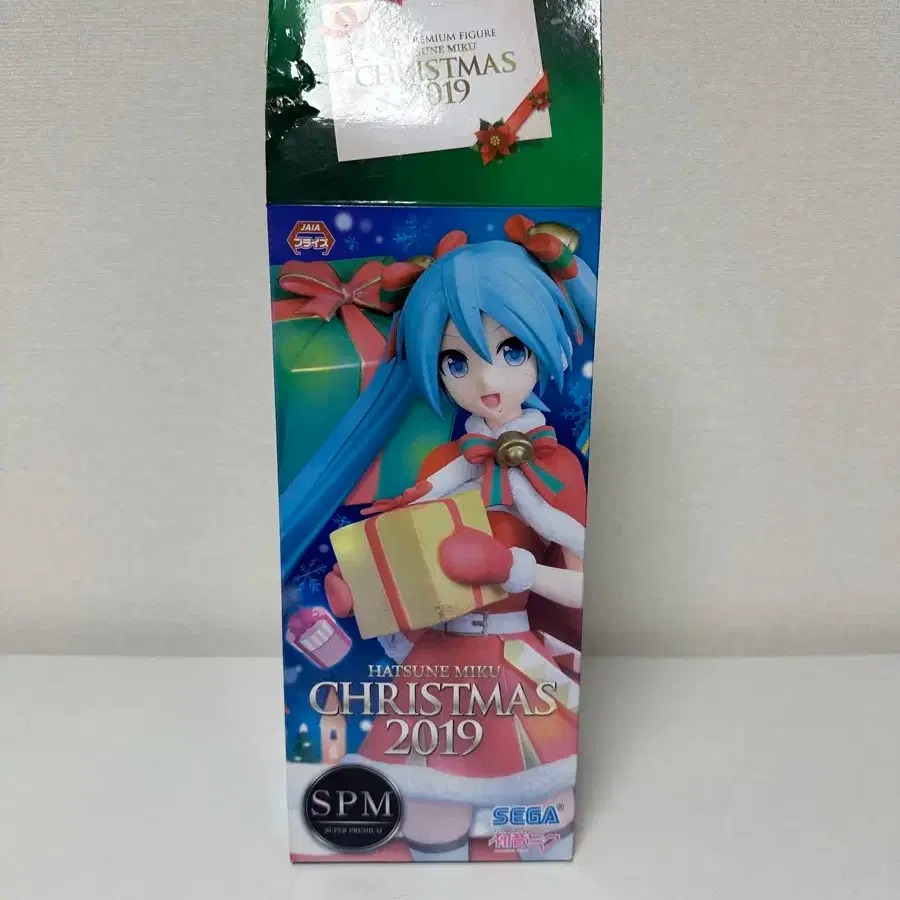 PREMIUM FIGURE
HATSUNE MIKU
CHRISTMAS
2019
JAIA
プライズ
HATSUNE MIKU
CHRISTMAS
2019
SPM
SUPER PREMIUM
SEGA®
初音ミク